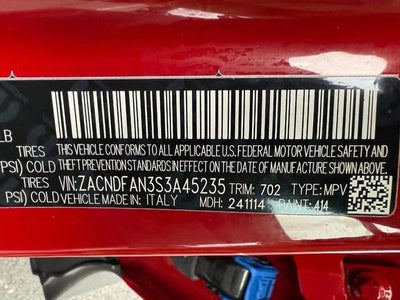 LB
THIS VEHICLE CONFORMS TO ALL APPLICABLE U.S.
TIRES FEDERAL MOTOR VEHICLE SAFETY AND
PSI) COLD THEFT PREVENTION STANDARDS IN EFFECT ON
THE DATE OF MANUFACTURE SHOWN ABOVE.
TIRES VIN: ZACNDFAN3S3A45235 TRIM: 702 TYPE: MPV
PSI) COLD VEHICLE MADE IN: ITALY MDH: 241114 PAINT: 414